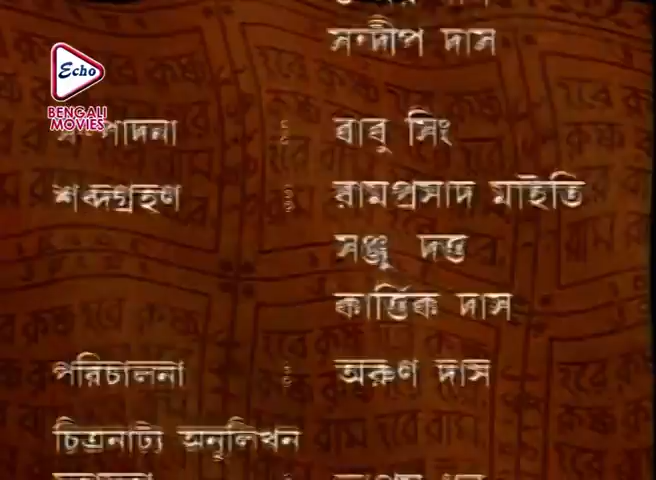 সন্দীপ দাস
Echo
BENGALI
MOVIES
বাবু সিং
শব্দগ্রহণ : রামপ্রসাদ মাইতি
সঞ্জু দত্ত
কার্ত্তিক দাস
পরিচালনা : অরুণ দাস
চিত্রনাট্য অনুলিখন